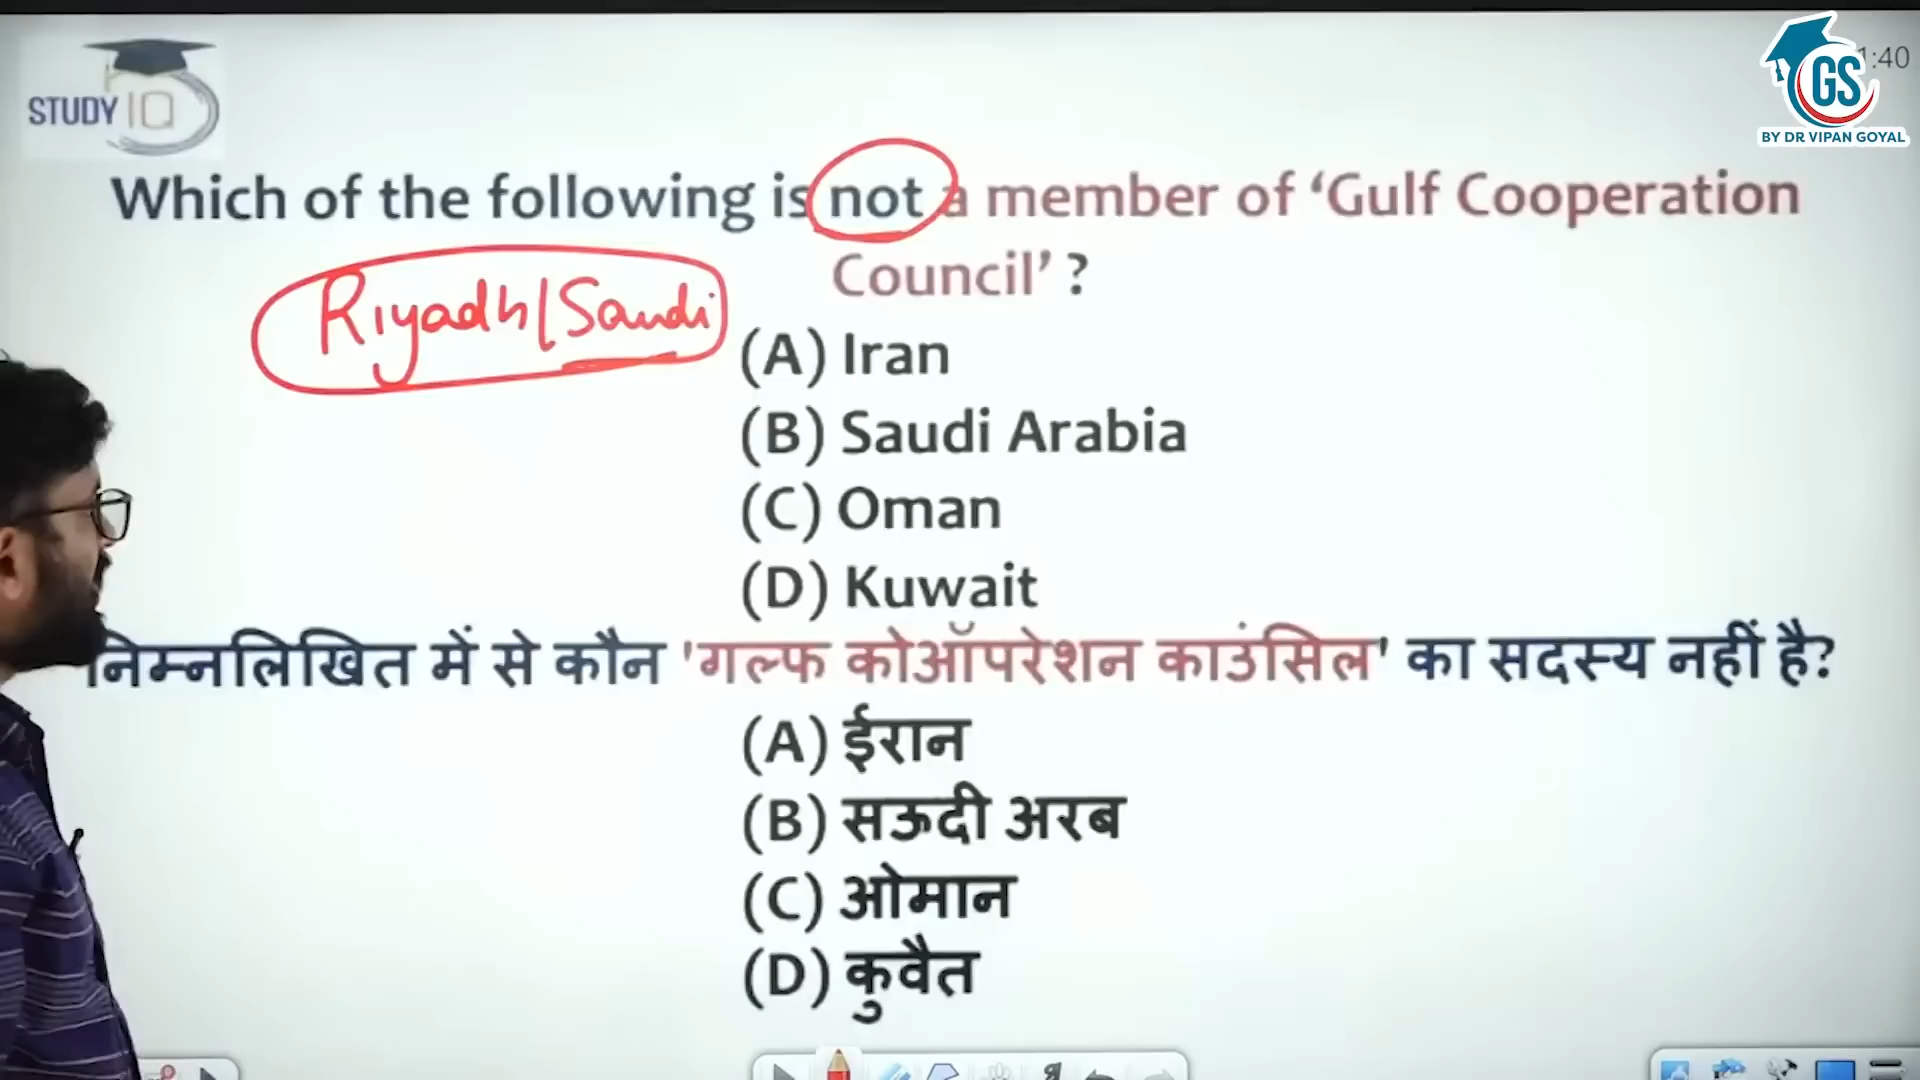 STUDY IQ
1:40
GS
BY DR VIPAN GOYAL
Which of the following is not a member of ‘Gulf Cooperation
Council’ ?
Riyadh/Saudi
(A) Iran
(B) Saudi Arabia
(C) Oman
(D) Kuwait
निम्नलिखित में से कौन 'गल्फ कोऑपरेशन काउंसिल' का सदस्य नहीं है?
(A) ईरान
(B) सऊदी अरब
(C) ओमान
(D) कुवैत